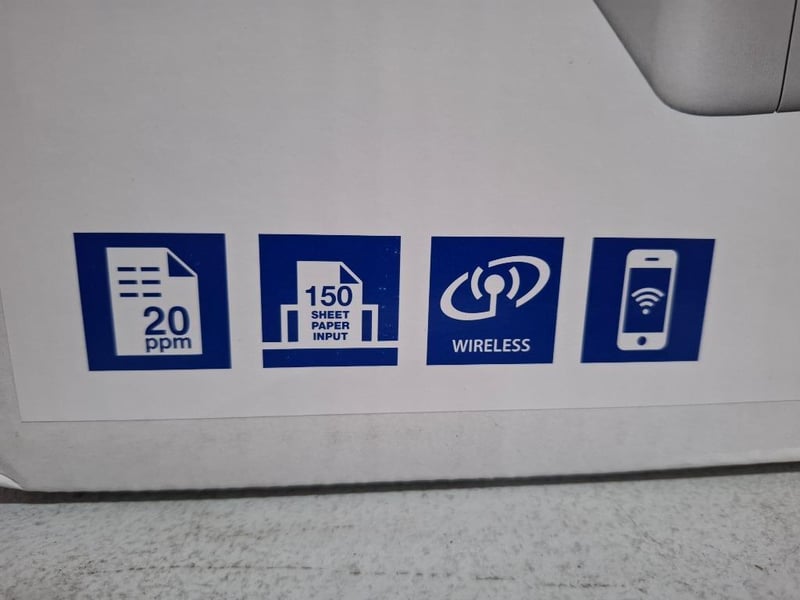 20
ppm
150
SHEET
PAPER
INPUT
WIRELESS